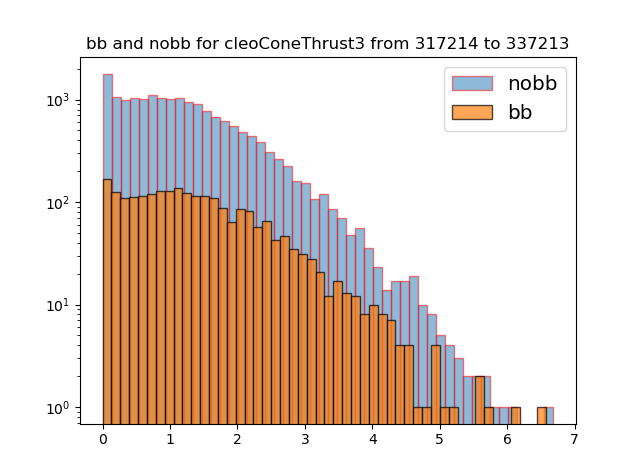 bb and nobb for cleoConeThrust3 from 317214 to 337213
nobb
bb
10³
10²
10¹
10⁰
0 1 2 3 4 5 6 7